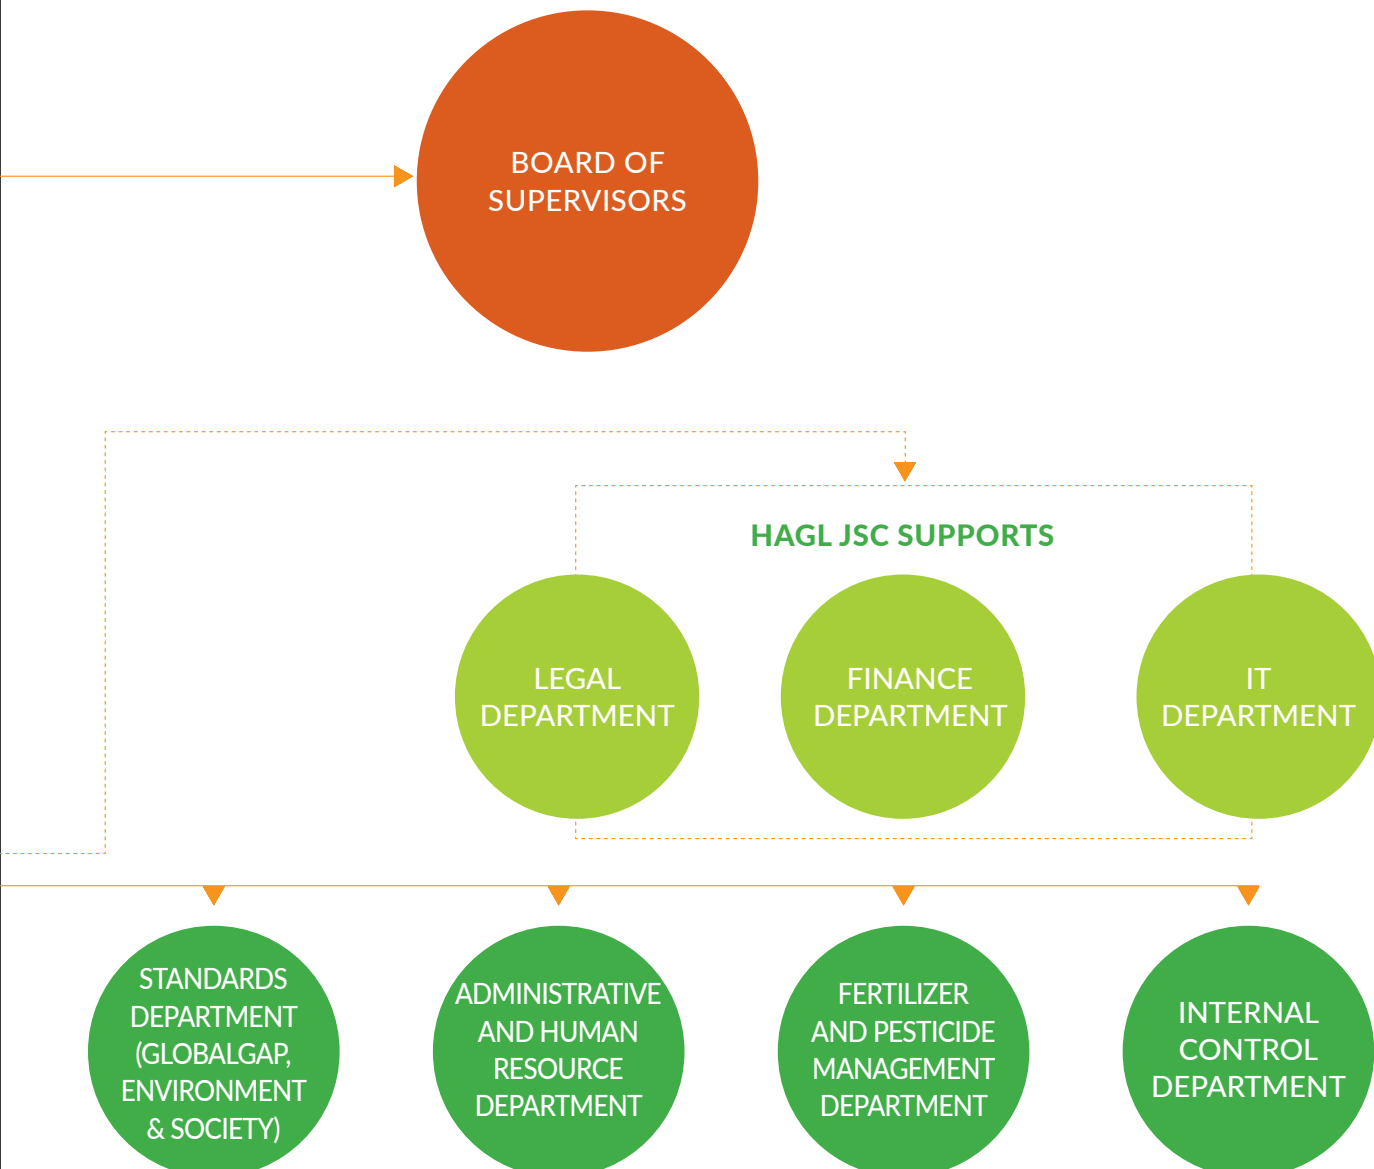 BOARD OF
SUPERVISORS
HAGL JSC SUPPORTS
LEGAL
DEPARTMENT
FINANCE
DEPARTMENT
IT
DEPARTMENT
STANDARDS
DEPARTMENT
(GLOBALGAP,
ENVIRONMENT
& SOCIETY)
ADMINISTRATIVE
AND HUMAN
RESOURCE
DEPARTMENT
FERTILIZER
AND PESTICIDE
MANAGEMENT
DEPARTMENT
INTERNAL
CONTROL
DEPARTMENT